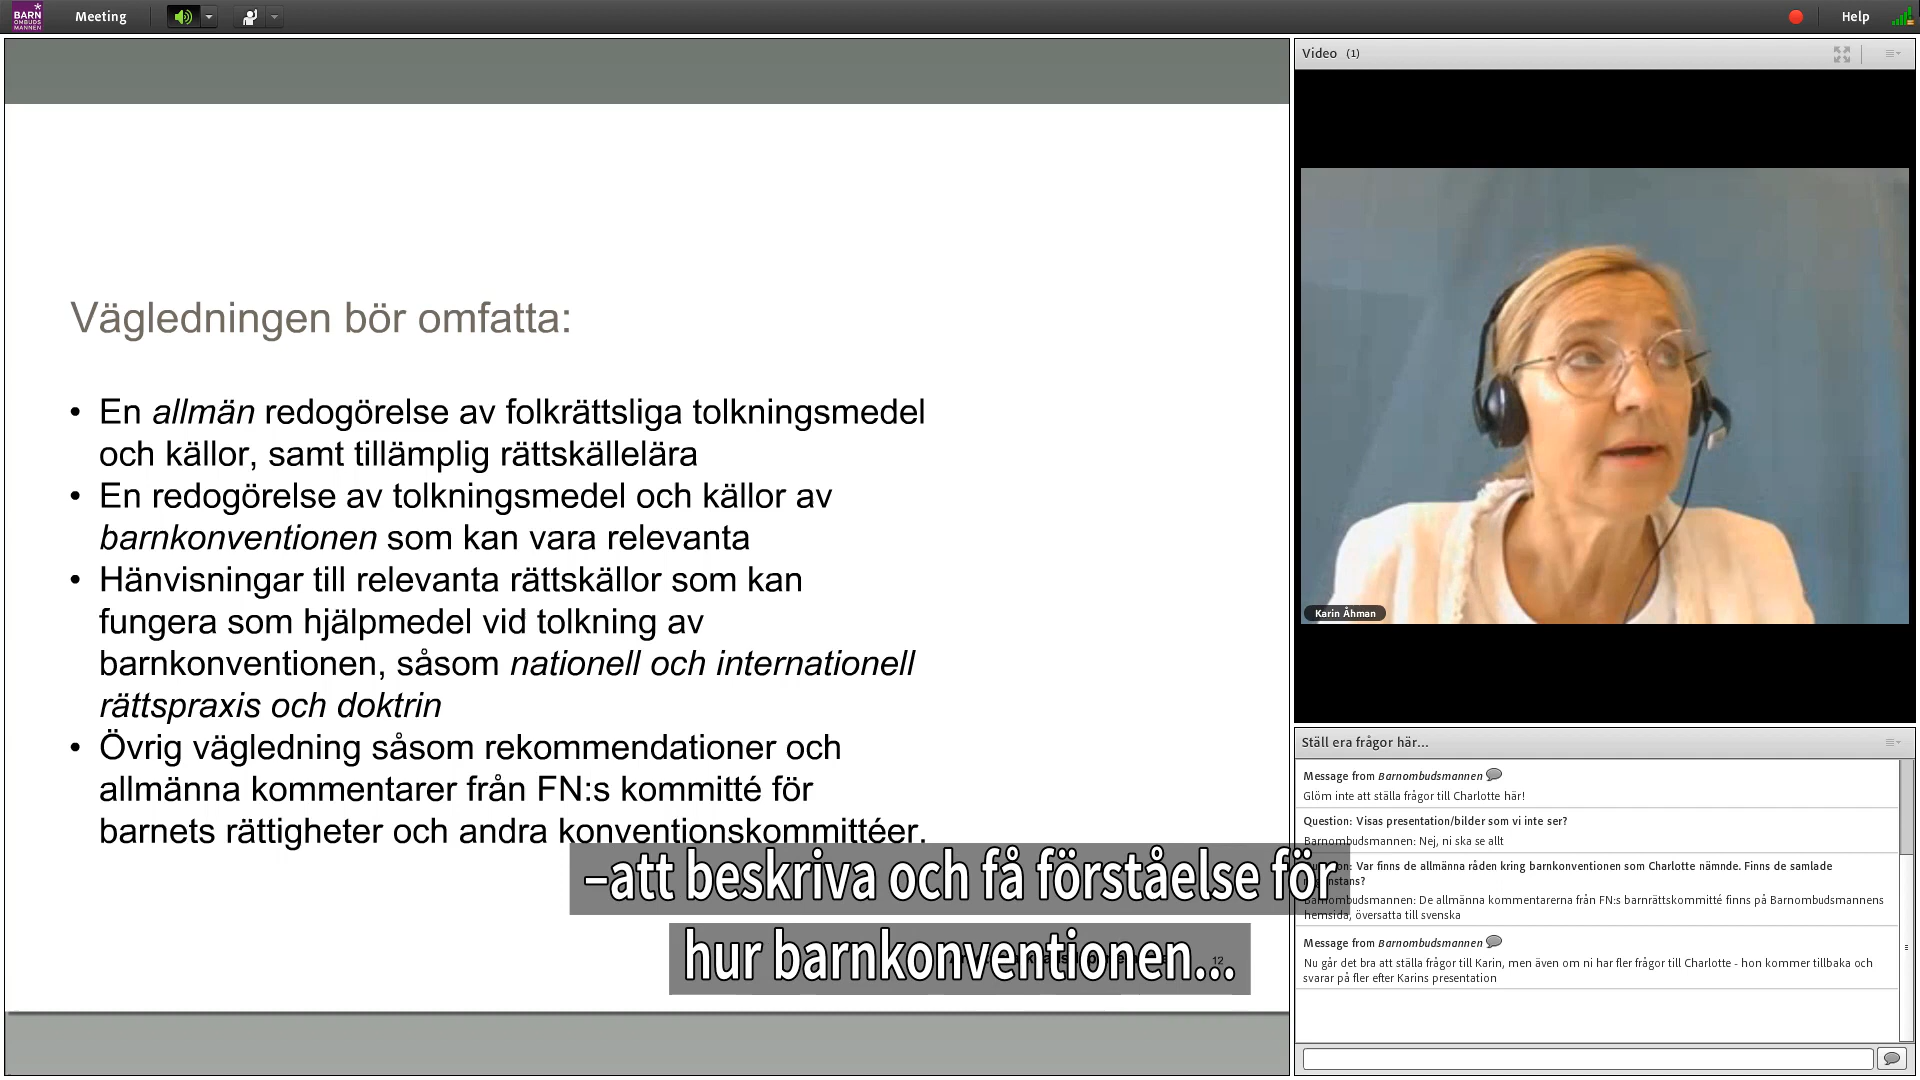 BARN
OMBUDS
MANNEN
Meeting
Help
Vägledningen bör omfatta:
• En allmän redogörelse av folkrättsliga tolkningsmedel
och källor, samt tillämplig rättskällelära
• En redogörelse av tolkningsmedel och källor av
barnkonventionen som kan vara relevanta
• Hänvisningar till relevanta rättskällor som kan
fungera som hjälpmedel vid tolkning av
barnkonventionen, såsom nationell och internationell
rättspraxis och doktrin
• Övrig vägledning såsom rekommendationer och
allmänna kommentarer från FN:s kommitté för
barnets rättigheter och andra konventionskommittéer.
12
–att beskriva och få förståelse för
hur barnkonventionen...
Video (1)
Karin Åhman
Ställ era frågor här...
Message from Barnombudsmannen
Glöm inte att ställa frågor till Charlotte här!
Question: Visas presentation/bilder som vi inte ser?
Barnombudsmannen: Nej, ni ska se allt
Var finns de allmänna råden kring barnkonventionen som Charlotte nämnde. Finns de samlade
Barnombudsmannen: De allmänna kommentarerna från FN:s barnrättskommitté finns på Barnombudsmannens
hemsida, översatta till svenska
Message from Barnombudsmannen
Nu går det bra att ställa frågor till Karin, men även om ni har fler frågor till Charlotte - hon kommer tillbaka och
svarar på fler efter Karins presentation